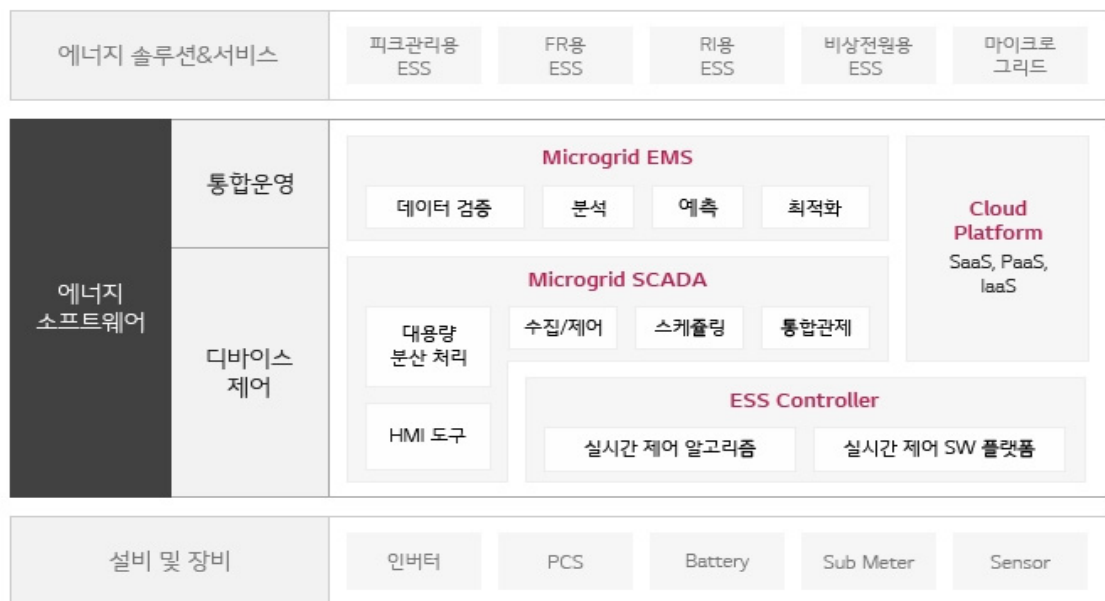 에너지 솔루션&서비스
피크관리용
ESS
FR용
ESS
RI용
ESS
비상전원용
ESS
마이크로
그리드
에너지
소프트웨어
통합운영
Microgrid EMS
데이터 검증
분석
예측
최적화
Cloud
Platform
SaaS, PaaS,
IaaS
디바이스
제어
Microgrid SCADA
대용량
분산 처리
수집/제어
스케쥴링
통합관제
HMI 도구
ESS Controller
실시간 제어 알고리즘
실시간 제어 SW 플랫폼
설비 및 장비
인버터
PCS
Battery
Sub Meter
Sensor